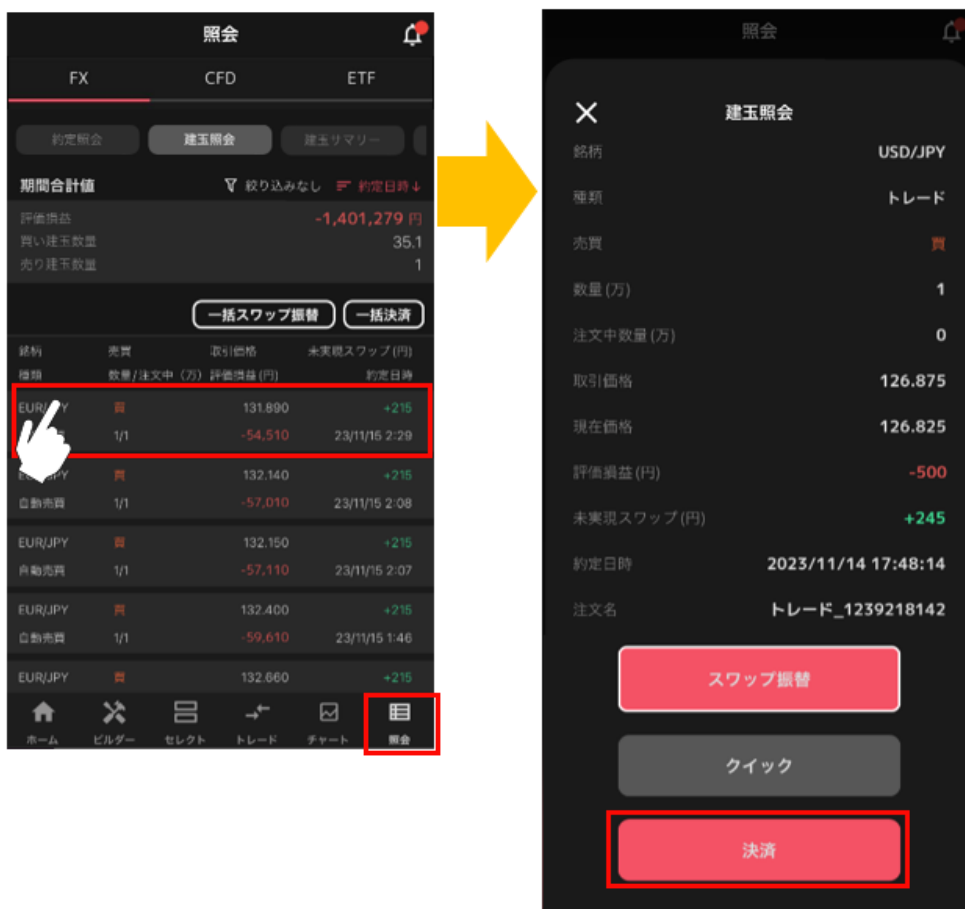 照会
FX CFD ETF
約定照会 建玉照会 建玉サマリー
期間合計値 絞り込みなし 約定日時↓
評価損益 -1,401,279 円
買い建玉数量 35.1
売り建玉数量 1
一括スワップ振替 一括決済
銘柄 売買 取引価格 未実現スワップ(円)
種類 数量/注文中（万） 評価損益(円) 約定日時
EUR/JPY 買 131.890 +215
1/1 -54,510 23/11/15 2:29
EUR/JPY 買 132.140 +215
自動売買 1/1 -57,010 23/11/15 2:08
EUR/JPY 買 132.150 +215
自動売買 1/1 -57,110 23/11/15 2:07
EUR/JPY 買 132.400 +215
自動売買 1/1 -59,610 23/11/15 1:46
EUR/JPY 買 132.660 +215
ホーム ビルダー セレクト トレード チャート 照会
照会
建玉照会
銘柄 USD/JPY
種類 トレード
売買 買
数量(万) 1
注文中数量(万) 0
取引価格 126.875
現在価格 126.825
評価損益(円) -500
未実現スワップ(円) +245
約定日時 2023/11/14 17:48:14
注文名 トレード_1239218142
スワップ振替
クイック
決済